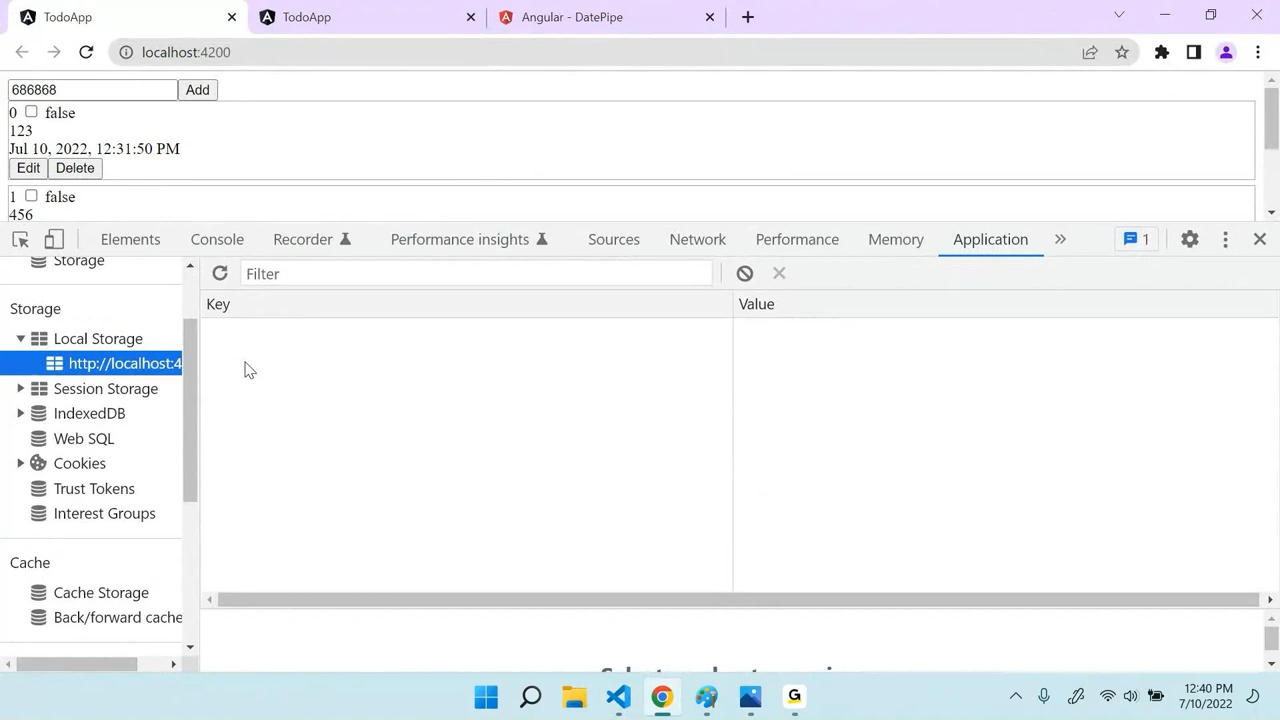 TodoApp
TodoApp
Angular - DatePipe
localhost:4200
686868
Add
0 false
123
Jul 10, 2022, 12:31:50 PM
Edit Delete
1 false
456
Elements Console Recorder Performance insights Sources Network Performance Memory Application 1
Storage
Filter
Key Value
Storage
Local Storage
http://localhost:4
Session Storage
IndexedDB
Web SQL
Cookies
Trust Tokens
Interest Groups
Cache
Cache Storage
Back/forward cache
12:40 PM
7/10/2022